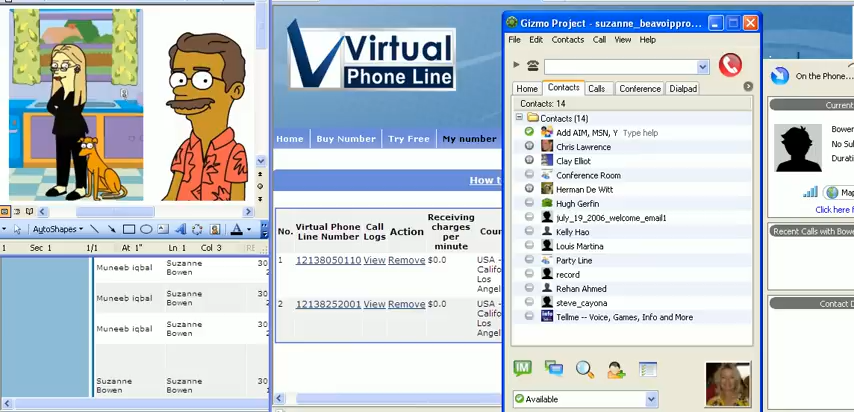 AutoShapes
1 Sec 1 1/1 At 1" Ln 1 Col 3
Muneeb iqbal Suzanne Bowen 30
Muneeb iqbal Suzanne Bowen 30
Muneeb iqbal Suzanne Bowen 30
Suzanne Bowen Suzanne Bowen 30
Virtual
Phone Line
Home Buy Number Try Free My number
How t
No. Virtual Phone Line Number Call Logs Action Receiving charges per minute Coun
1 12138050110 View Remove $0.0 USA - Califo Los Angel
2 12138252001 View Remove $0.0 USA - Califo Los Angel
Gizmo Project - suzanne_beavoippro...
File Edit Contacts Call View Help
Home Contacts Calls Conference Dialpad
Contacts: 14
Contacts (14)
Add AIM, MSN, Y Type help
Chris Lawrence
Clay Elliot
Conference Room
Herman De Witt
Hugh Gerfin
july_19_2006_welcome_email1
Kelly Hao
Louis Martina
Party Line
record
Rehan Ahmed
steve_cayona
Tellme -- Voice, Games, Info and More
IM
Available
On the Phone...
Current
Bowen
No Su
Duratio
Map
Click here f
Recent Calls with Bowe
Contact D